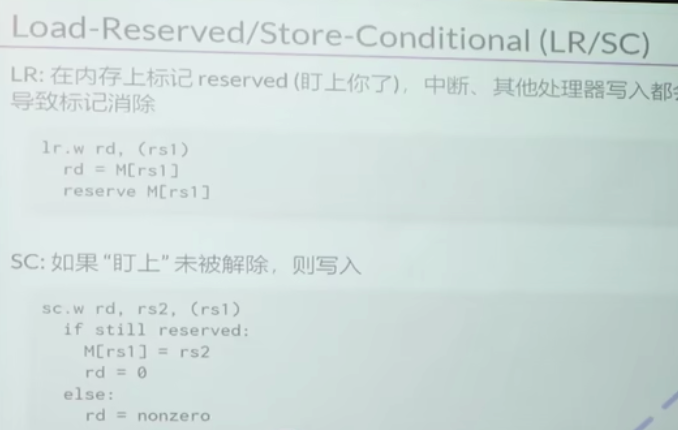 Load-Reserved/Store-Conditional (LR/SC)
LR: 在内存上标记 reserved (盯上你了)，中断、其他处理器写入都
导致标记消除
lr.w rd, (rs1)
rd = M[rs1]
reserve M[rs1]
SC: 如果 “盯上” 未被解除，则写入
sc.w rd, rs2, (rs1)
if still reserved:
M[rs1] = rs2
rd = 0
else:
rd = nonzero